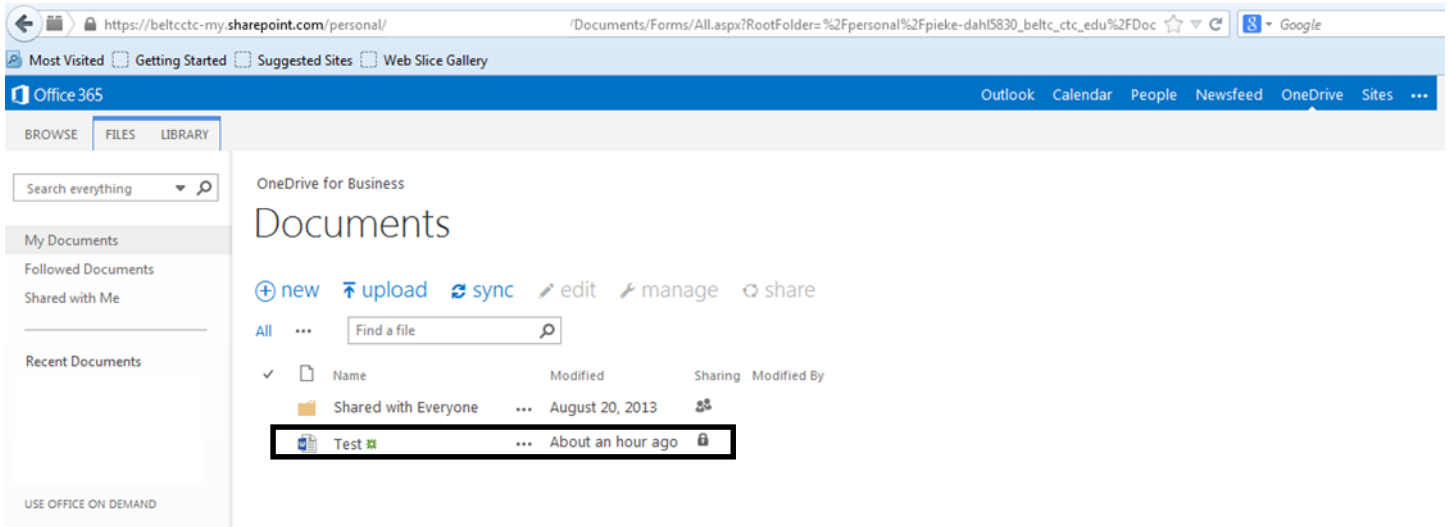 https://beltcctc-my.sharepoint.com/personal/ /Documents/Forms/All.aspx?RootFolder=%2Fpersonal%2Fpieke-dahl5830_beltc_ctc_edu%2FDoc Google
Most Visited Getting Started Suggested Sites Web Slice Gallery
Office 365 Outlook Calendar People Newsfeed OneDrive Sites •••
BROWSE FILES LIBRARY
Search everything
My Documents
Followed Documents
Shared with Me
Recent Documents
USE OFFICE ON DEMAND
OneDrive for Business
Documents
new upload sync edit manage share
All ••• Find a file
Name Modified Sharing Modified By
Shared with Everyone ••• August 20, 2013
Test ••• About an hour ago